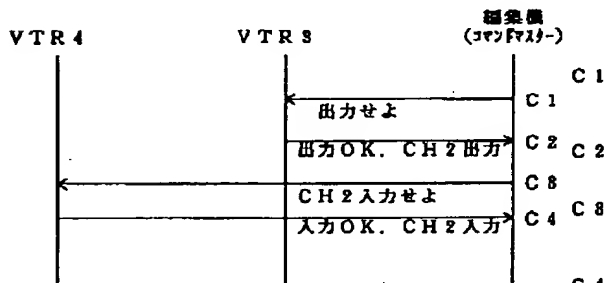 編集機
VTR4 VTR3 (コマンドマスター)
C1
C1
出力せよ
C2
出力OK. CH2出力
C2
C3
CH2入力せよ
C3
C4
入力OK. CH2入力
C4